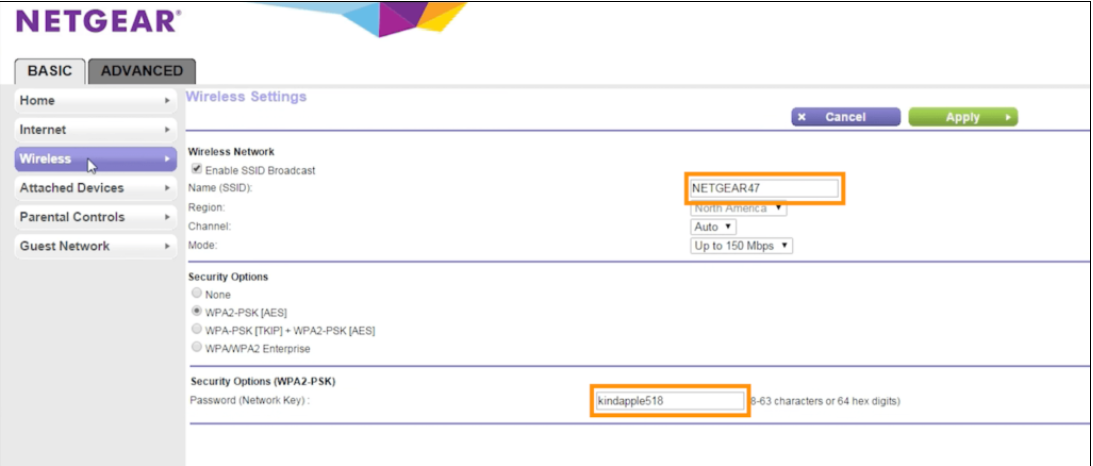 NETGEAR®
BASIC ADVANCED
Home
Internet
Wireless
Attached Devices
Parental Controls
Guest Network
Wireless Settings
X Cancel Apply
Wireless Network
Enable SSID Broadcast
Name (SSID): NETGEAR47
Region: North America
Channel: Auto
Mode: Up to 150 Mbps
Security Options
None
WPA2-PSK [AES]
WPA-PSK [TKIP] + WPA2-PSK [AES]
WPA/WPA2 Enterprise
Security Options (WPA2-PSK)
Password (Network Key) : kindapple518 8-63 characters or 64 hex digits)